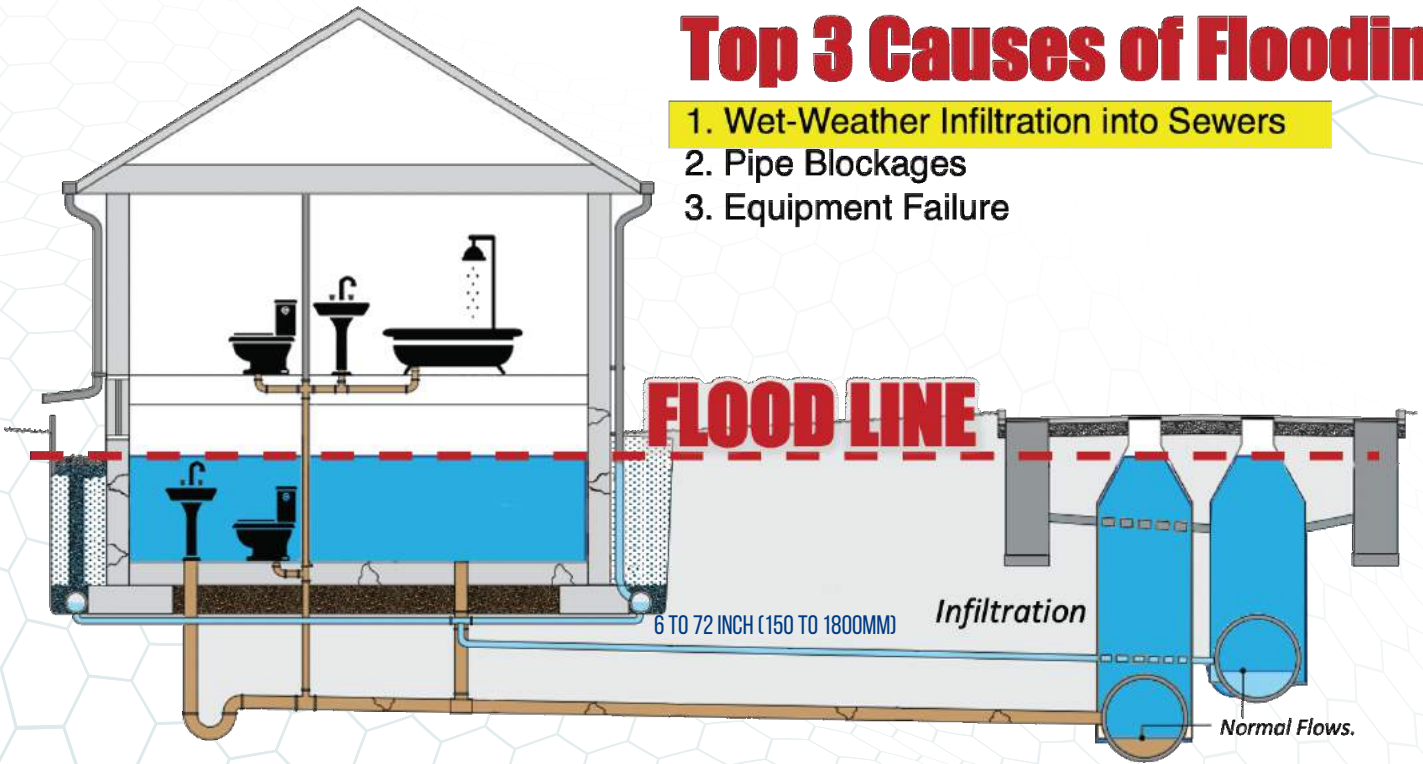 Top 3 Causes of Floodin
1. Wet-Weather Infiltration into Sewers
2. Pipe Blockages
3. Equipment Failure
FLOOD LINE
6 TO 72 INCH (150 TO 1800MM)
Infiltration
Normal Flows.